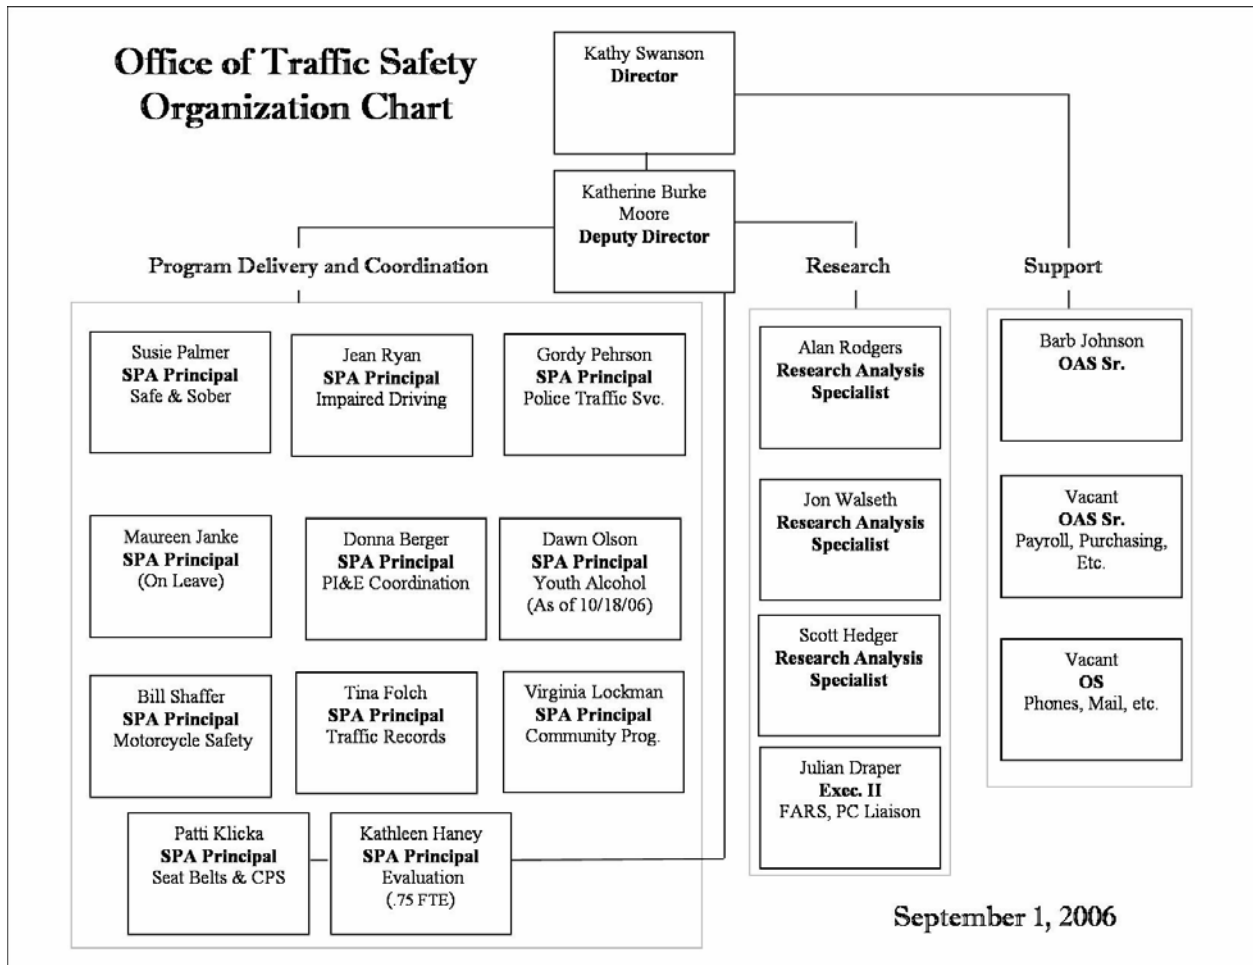 Office of Traffic Safety
Organization Chart
Kathy Swanson
Director
Katherine Burke
Moore
Deputy Director
Program Delivery and Coordination
Research
Support
Susie Palmer
SPA Principal
Safe & Sober
Jean Ryan
SPA Principal
Impaired Driving
Gordy Pehrson
SPA Principal
Police Traffic Svc.
Maureen Janke
SPA Principal
(On Leave)
Donna Berger
SPA Principal
PI&E Coordination
Dawn Olson
SPA Principal
Youth Alcohol
(As of 10/18/06)
Bill Shaffer
SPA Principal
Motorcycle Safety
Tina Folch
SPA Principal
Traffic Records
Virginia Lockman
SPA Principal
Community Prog.
Patti Klicka
SPA Principal
Seat Belts & CPS
Kathleen Haney
SPA Principal
Evaluation
(.75 FTE)
Alan Rodgers
Research Analysis
Specialist
Jon Walseth
Research Analysis
Specialist
Scott Hedger
Research Analysis
Specialist
Julian Draper
Exec. II
FARS, PC Liaison
Barb Johnson
OAS Sr.
Vacant
OAS Sr.
Payroll, Purchasing,
Etc.
Vacant
OS
Phones, Mail, etc.
September 1, 2006